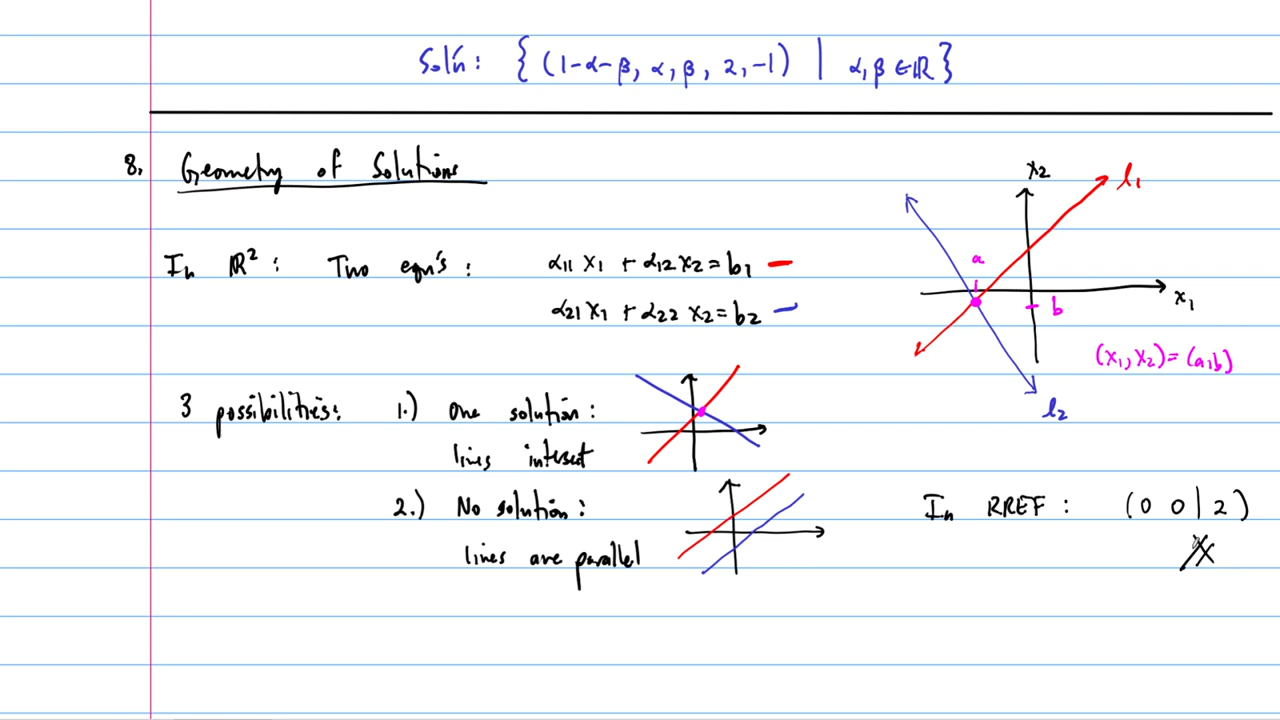 Sol'n: { (1-α-β, α, β, 2, -1) | α, β ∈ ℝ }
8. Geometry of Solutions
x2
l1
In ℝ²: Two eqn's: α11 x1 + α12 x2 = b1
a
α21 x1 + α22 x2 = b2
x1
b
(x1, x2) = (a, b)
l2
3 possibilities: 1.) One solution:
lines intersect
2.) No solution:
lines are parallel
In RREF: (0 0 | 2)